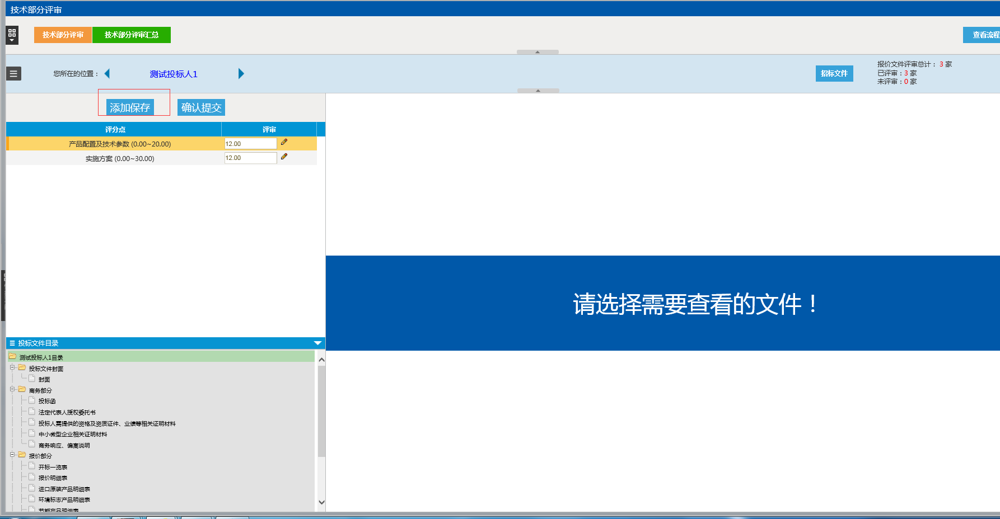 技术部分评审
技术部分评审 技术部分评审汇总 查看流程
您所在的位置： 测试投标人1 招标文件
报价文件评审总计： 3 家
已评审：3 家
未评审：0 家
添加保存 确认提交
评分点 评审
产品配置及技术参数 (0.00~20.00) 12.00
实施方案 (0.00~30.00) 12.00
请选择需要查看的文件！
投标文件目录
测试投标人1目录
投标文件封面
封面
商务部分
投标函
法定代表人授权委托书
投标人需提供的资格及资质证件、业绩等相关证明材料
中小微型企业相关证明材料
商务响应、偏离说明
报价部分
开标一览表
报价明细表
进口原装产品明细表
环境标志产品明细表
节能产品明细表